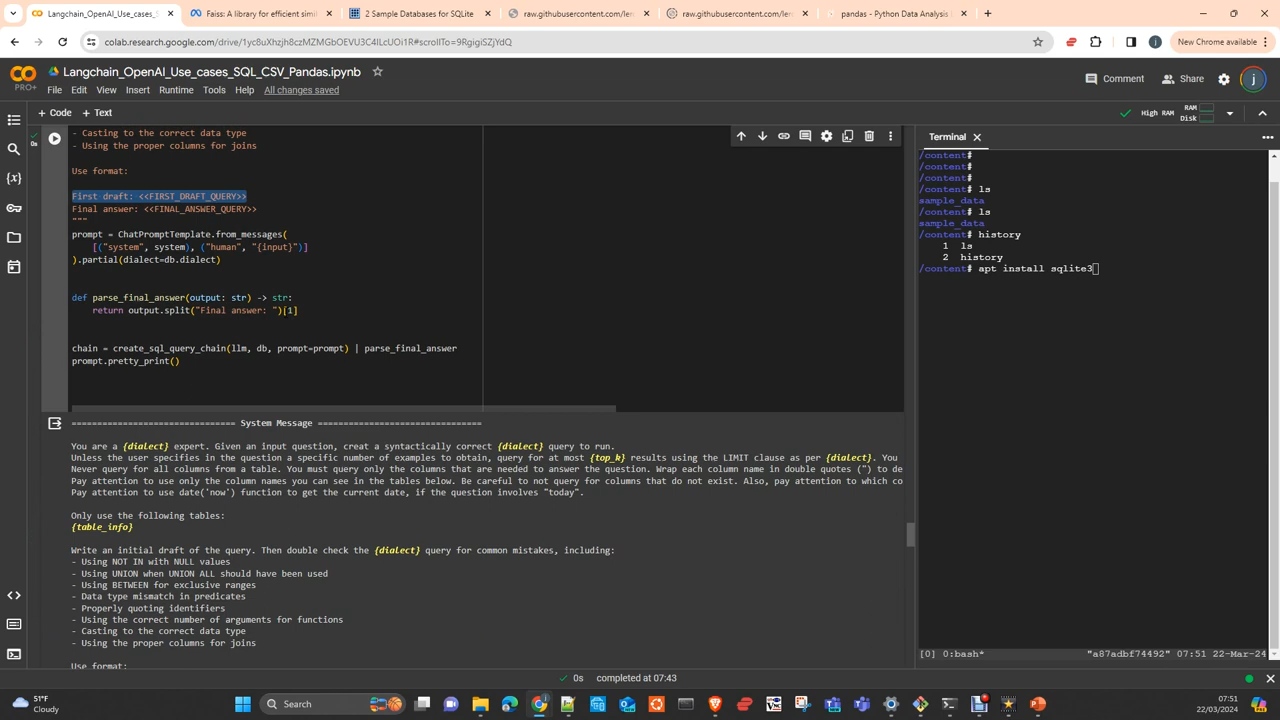 Langchain_OpenAI_Use_cases
Faiss: A library for efficient simil
2 Sample Databases for SQLite
raw.githubusercontent.com/ler
raw.githubusercontent.com/ler
pandas - Python Data Analysis
colab.research.google.com/drive/1yc8uXhzjh8czMZMGbOEVU3C4lLcUOi1R#scrollTo=9RgigiSZjYdQ
New Chrome available
CO
PRO+
Langchain_OpenAI_Use_cases_SQL_CSV_Pandas.ipynb
File Edit View Insert Runtime Tools Help All changes saved
Comment
Share
j
+ Code + Text
High RAM
RAM
Disk
0s
- Casting to the correct data type
- Using the proper columns for joins
Use format:
First draft: <<FIRST_DRAFT_QUERY>>
Final answer: <<FINAL_ANSWER_QUERY>>
"""
prompt = ChatPromptTemplate.from_messages(
[("system", system), ("human", "{input}")]
).partial(dialect=db.dialect)
def parse_final_answer(output: str) -> str:
return output.split("Final answer: ")[1]
chain = create_sql_query_chain(llm, db, prompt=prompt) | parse_final_answer
prompt.pretty_print()
================================ System Message ================================
You are a {dialect} expert. Given an input question, creat a syntactically correct {dialect} query to run.
Unless the user specifies in the question a specific number of examples to obtain, query for at most {top_k} results using the LIMIT clause as per {dialect}. You
Never query for all columns from a table. You must query only the columns that are needed to answer the question. Wrap each column name in double quotes (") to de
Pay attention to use only the column names you can see in the tables below. Be careful to not query for columns that do not exist. Also, pay attention to which co
Pay attention to use date('now') function to get the current date, if the question involves "today".
Only use the following tables:
{table_info}
Write an initial draft of the query. Then double check the {dialect} query for common mistakes, including:
- Using NOT IN with NULL values
- Using UNION when UNION ALL should have been used
- Using BETWEEN for exclusive ranges
- Data type mismatch in predicates
- Properly quoting identifiers
- Using the correct number of arguments for functions
- Casting to the correct data type
- Using the proper columns for joins
Use format:
Terminal
/content#
/content#
/content#
/content# ls
sample_data
/content# ls
sample_data
/content# history
1 ls
2 history
/content# apt install sqlite3
[0] 0:bash*
"a87adbf74492" 07:51 22-Mar-24
0s completed at 07:43
51°F
Cloudy
Search
07:51
22/03/2024